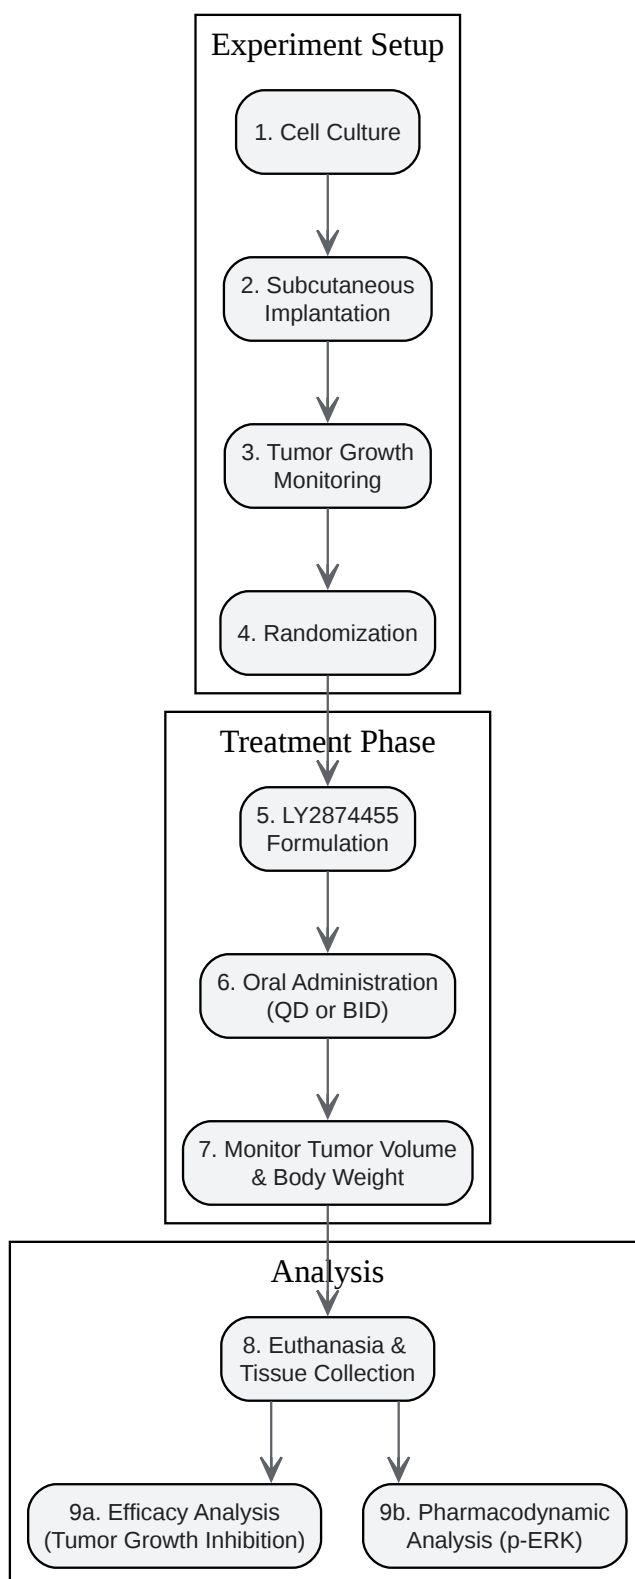 Experiment Setup
1. Cell Culture
2. Subcutaneous
Implantation
3. Tumor Growth
Monitoring
4. Randomization
Treatment Phase
5. LY2874455
Formulation
6. Oral Administration
(QD or BID)
7. Monitor Tumor Volume
& Body Weight
Analysis
8. Euthanasia &
Tissue Collection
9a. Efficacy Analysis
(Tumor Growth Inhibition)
9b. Pharmacodynamic
Analysis (p-ERK)